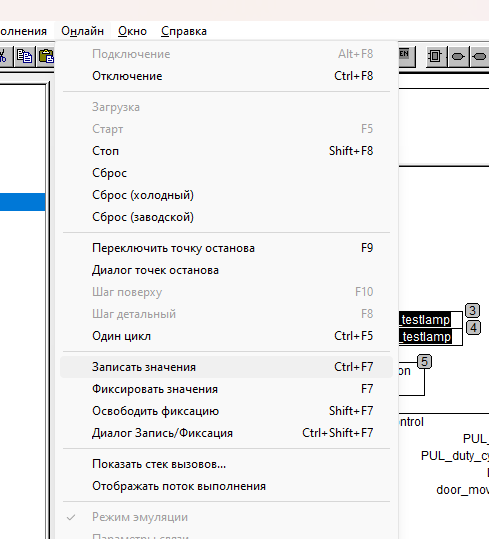 олнения Онлайн Окно Справка
Подключение Alt+F8
Отключение Ctrl+F8
Загрузка
Старт F5
Стоп Shift+F8
Сброс
Сброс (холодный)
Сброс (заводской)
Переключить точку останова F9
Диалог точек останова
Шаг поверху F10
Шаг детальный F8
Один цикл Ctrl+F5
Записать значения Ctrl+F7
Фиксировать значения F7
Освободить фиксацию Shift+F7
Диалог Запись/Фиксация Ctrl+Shift+F7
Показать стек вызовов...
Отображать поток выполнения
Режим эмуляции
Параметры связи
_testlamp 3
_testlamp 4
5
on
ntrol
PUL_
PUL_duty_cy
door_mov